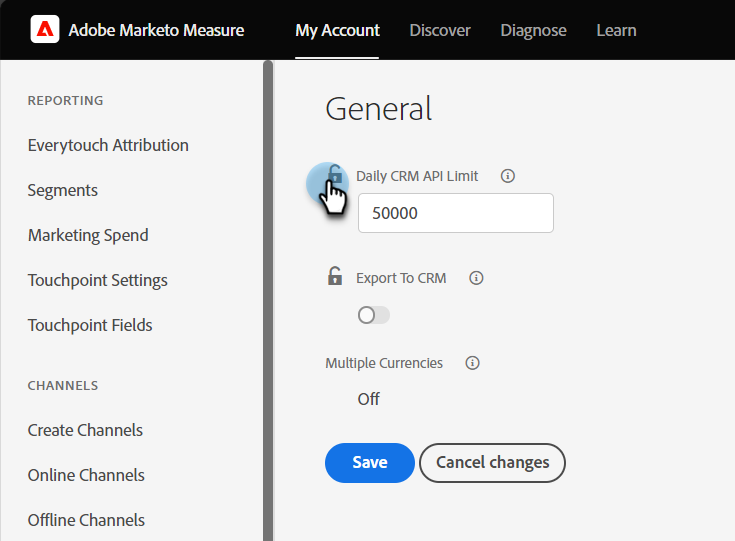 Adobe Marketo Measure My Account Discover Diagnose Learn
REPORTING
Everytouch Attribution
Segments
Marketing Spend
Touchpoint Settings
Touchpoint Fields
CHANNELS
Create Channels
Online Channels
Offline Channels
General
Daily CRM API Limit
50000
Export To CRM
Multiple Currencies
Off
Save Cancel changes